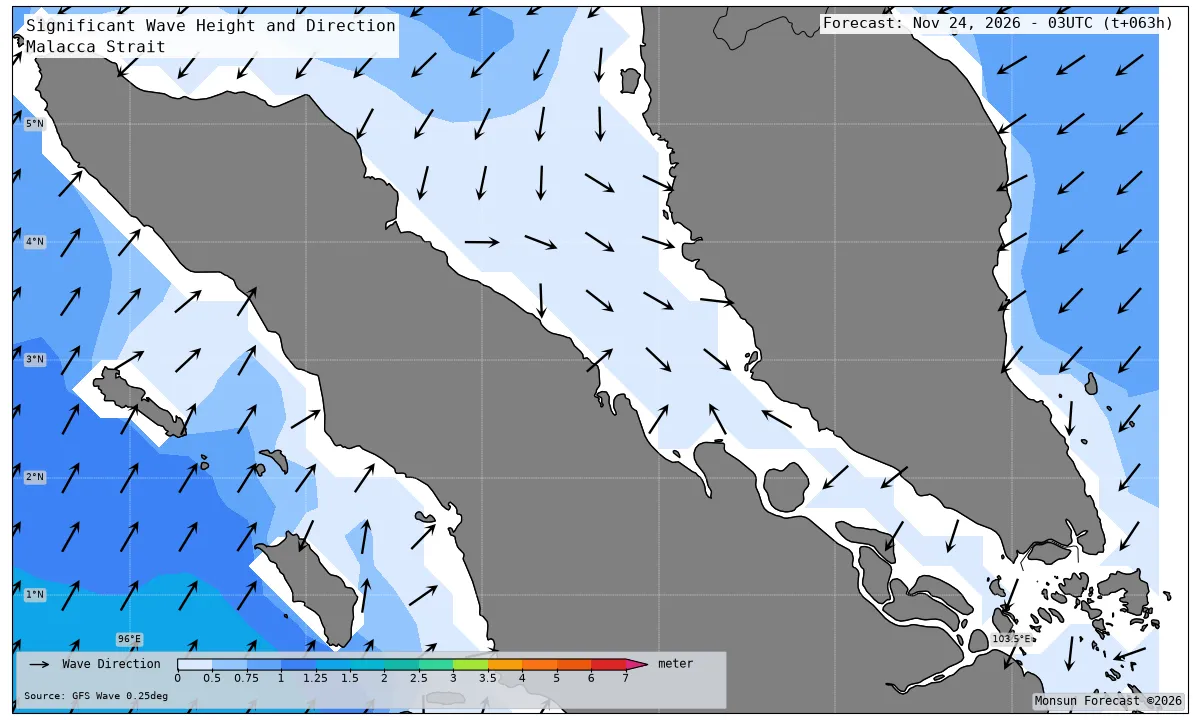 Significant Wave Height and Direction
Malacca Strait
Forecast: Nov 24, 2026 - 03UTC (t+063h)
5°N
4°N
3°N
2°N
1°N
96°E
103.5°E
Wave Direction
meter
0 0.5 0.75 1 1.25 1.5 2 2.5 3 3.5 4 5 6 7
Source: GFS Wave 0.25deg
Monsun Forecast ©2026